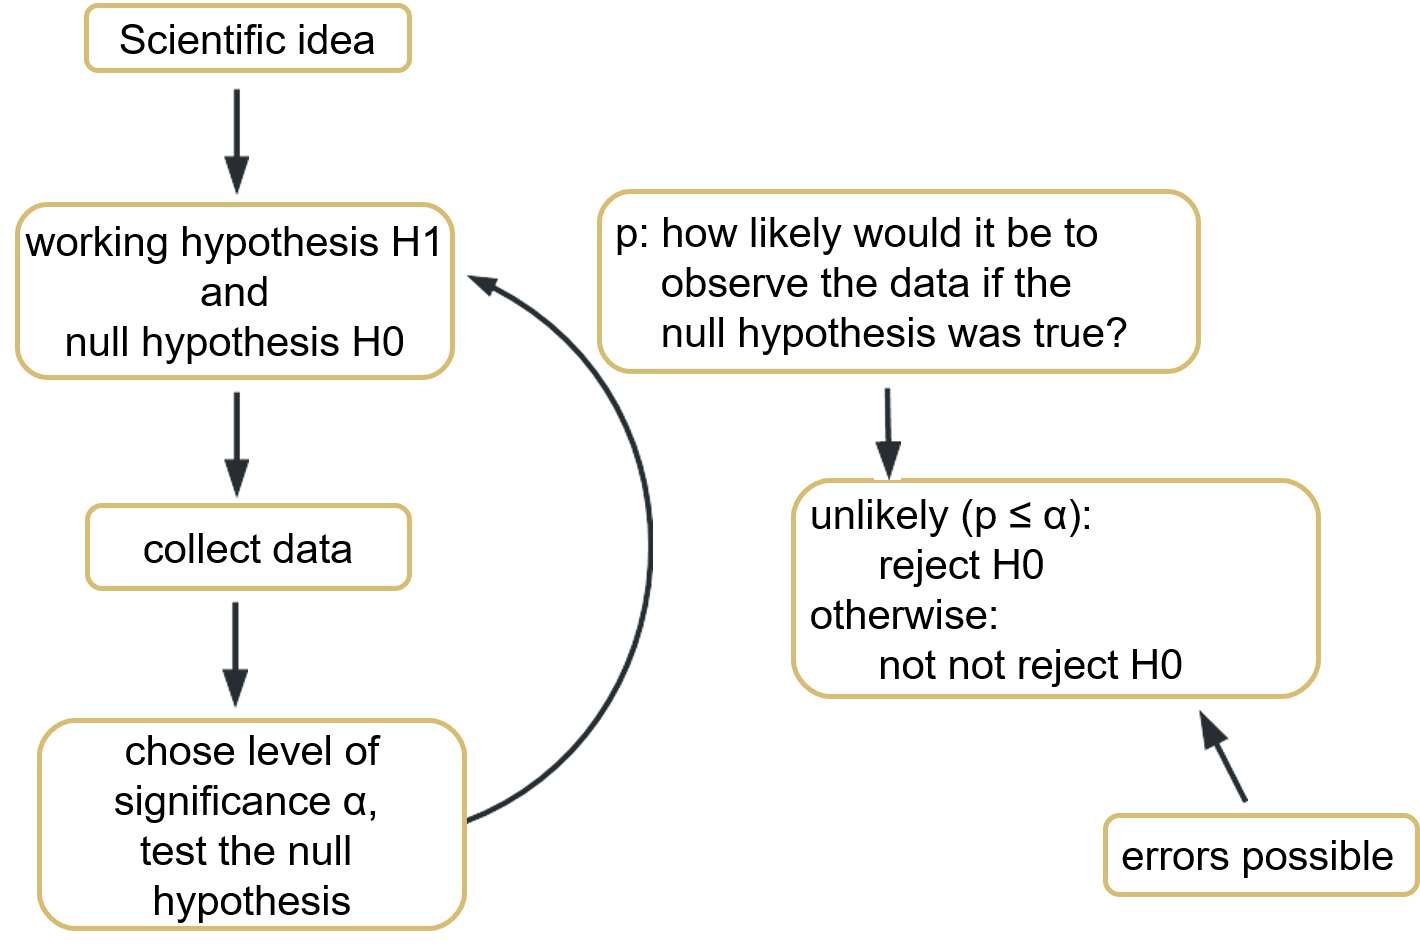 Scientific idea
working hypothesis H1
and
null hypothesis H0
collect data
chose level of
significance α,
test the null
hypothesis
p: how likely would it be to
observe the data if the
null hypothesis was true?
unlikely (p ≤ α):
reject H0
otherwise:
not not reject H0
errors possible